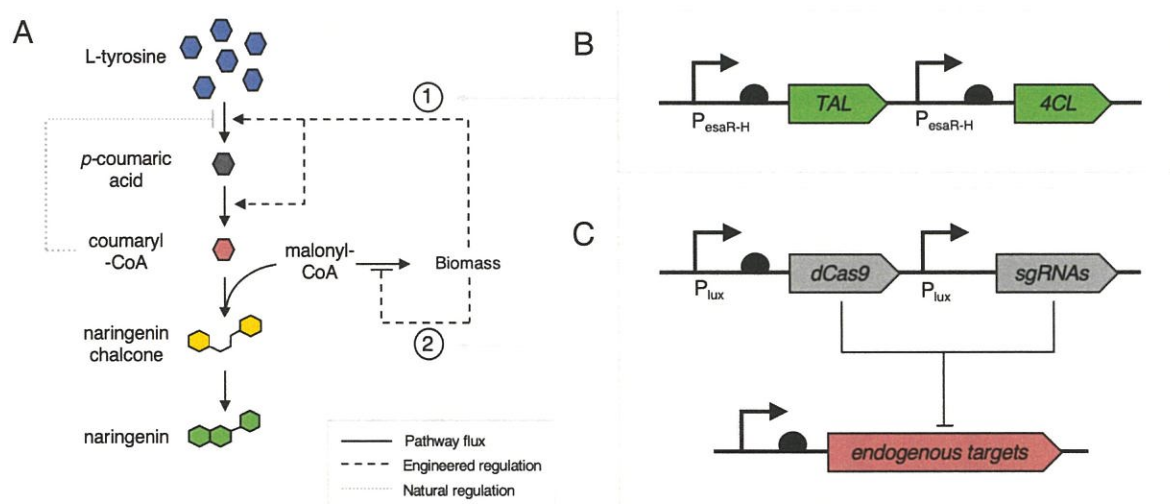 A
L-tyrosine
1
p-coumaric
acid
coumaryl
-CoA
malonyl-
CoA
Biomass
2
naringenin
chalcone
naringenin
Pathway flux
Engineered regulation
Natural regulation
B
TAL
4CL
PesaR-H
PesaR-H
C
dCas9
sgRNAs
Plux
Plux
endogenous targets